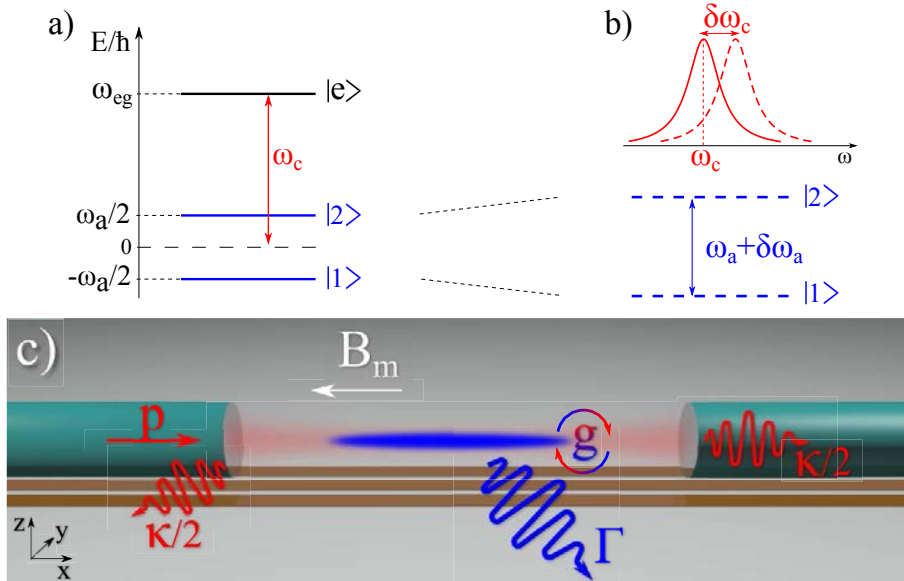 a)
E/ħ
ω_eg
|e>
ω_c
ω_a/2
|2>
0
-ω_a/2
|1>
b)
δω_c
ω_c
ω
|2>
ω_a+δω_a
|1>
c)
B_m
p
g
κ/2
κ/2
Γ
z
y
x